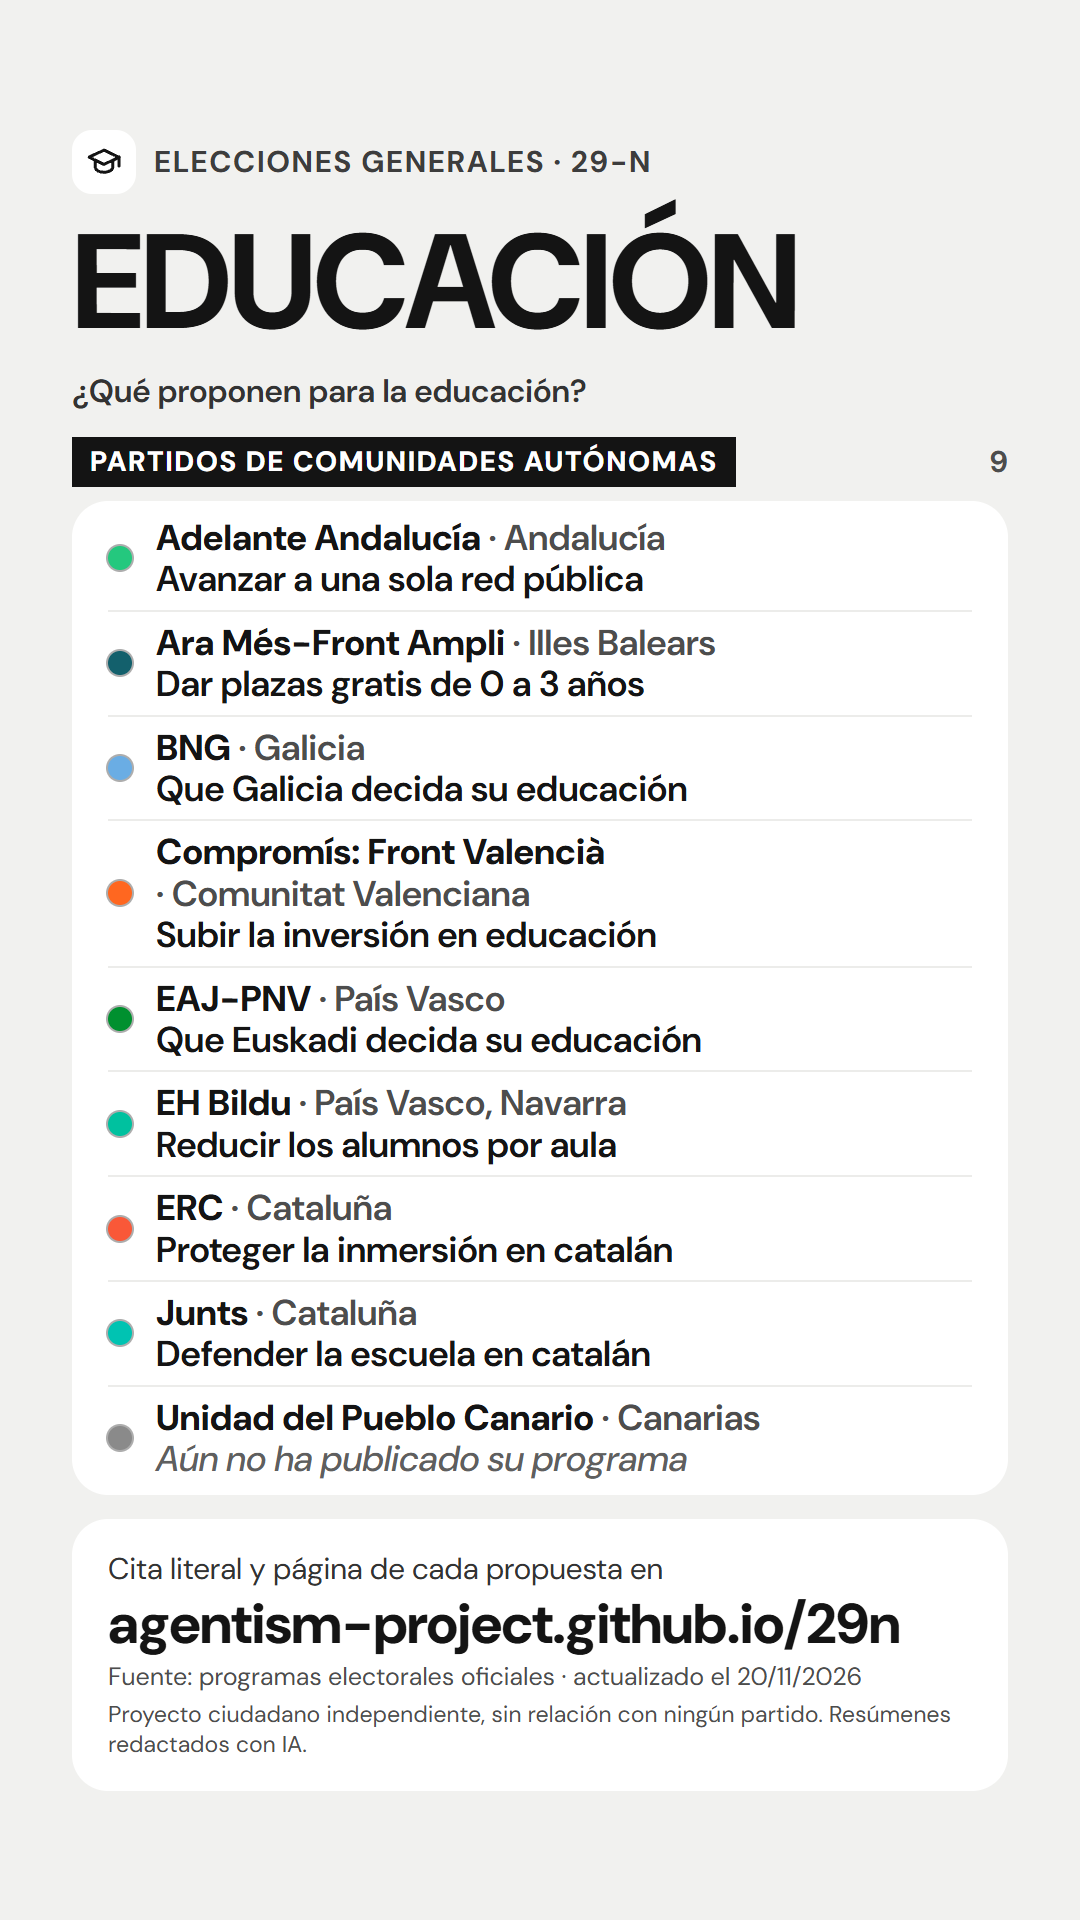 ELECCIONES GENERALES · 29-N
EDUCACIÓN
¿Qué proponen para la educación?
PARTIDOS DE COMUNIDADES AUTÓNOMAS 9
Adelante Andalucía · Andalucía
Avanzar a una sola red pública
Ara Més-Front Ampli · Illes Balears
Dar plazas gratis de 0 a 3 años
BNG · Galicia
Que Galicia decida su educación
Compromís: Front Valencià
· Comunitat Valenciana
Subir la inversión en educación
EAJ-PNV · País Vasco
Que Euskadi decida su educación
EH Bildu · País Vasco, Navarra
Reducir los alumnos por aula
ERC · Cataluña
Proteger la inmersión en catalán
Junts · Cataluña
Defender la escuela en catalán
Unidad del Pueblo Canario · Canarias
Aún no ha publicado su programa
Cita literal y página de cada propuesta en
agentism-project.github.io/29n
Fuente: programas electorales oficiales · actualizado el 20/11/2026
Proyecto ciudadano independiente, sin relación con ningún partido. Resúmenes
redactados con IA.